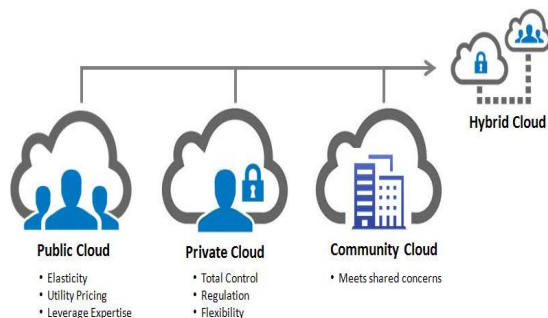 Hybrid Cloud
Public Cloud
• Elasticity
• Utility Pricing
• Leverage Expertise
Private Cloud
• Total Control
• Regulation
• Flexibility
Community Cloud
• Meets shared concerns